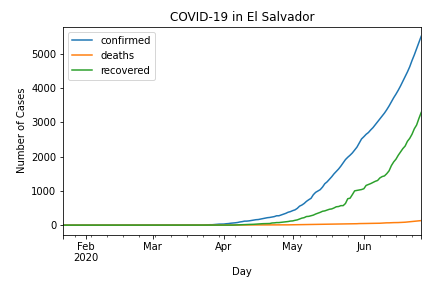 COVID-19 in El Salvador
confirmed
deaths
recovered
Number of Cases
5000
4000
3000
2000
1000
0
Feb Mar Apr May Jun
2020
Day